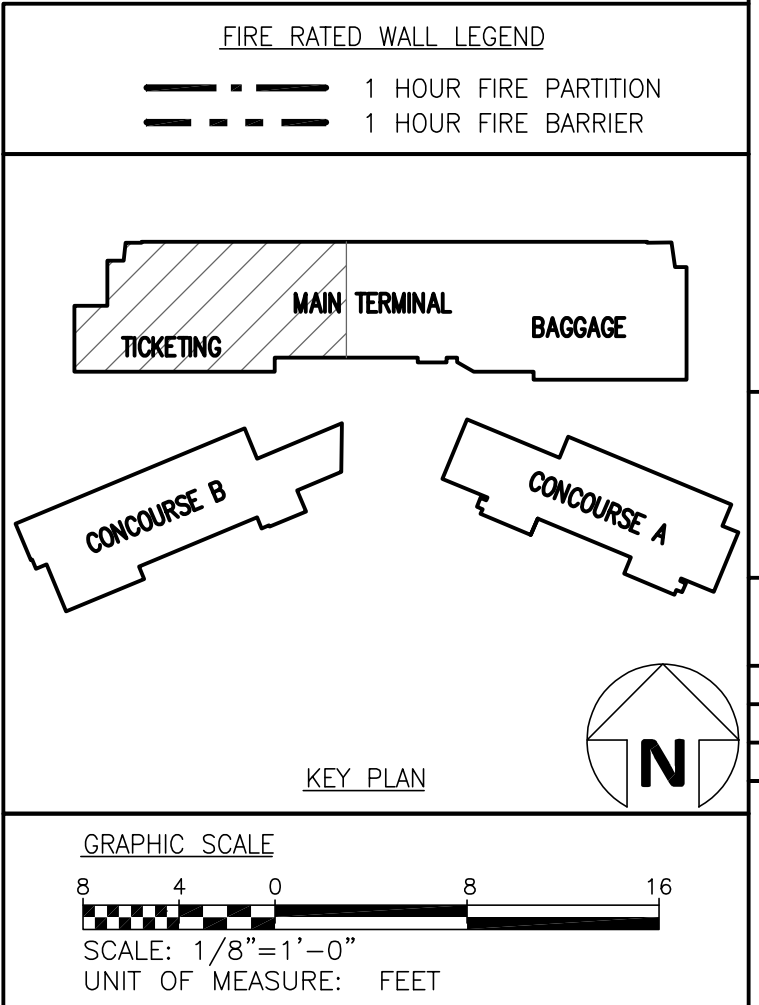 FIRE RATED WALL LEGEND
1 HOUR FIRE PARTITION
1 HOUR FIRE BARRIER
MAIN TERMINAL
BAGGAGE
TICKETING
CONCOURSE B
CONCOURSE A
N
KEY PLAN
GRAPHIC SCALE
8 4 0 8 16
SCALE: 1/8"=1'-0"
UNIT OF MEASURE: FEET